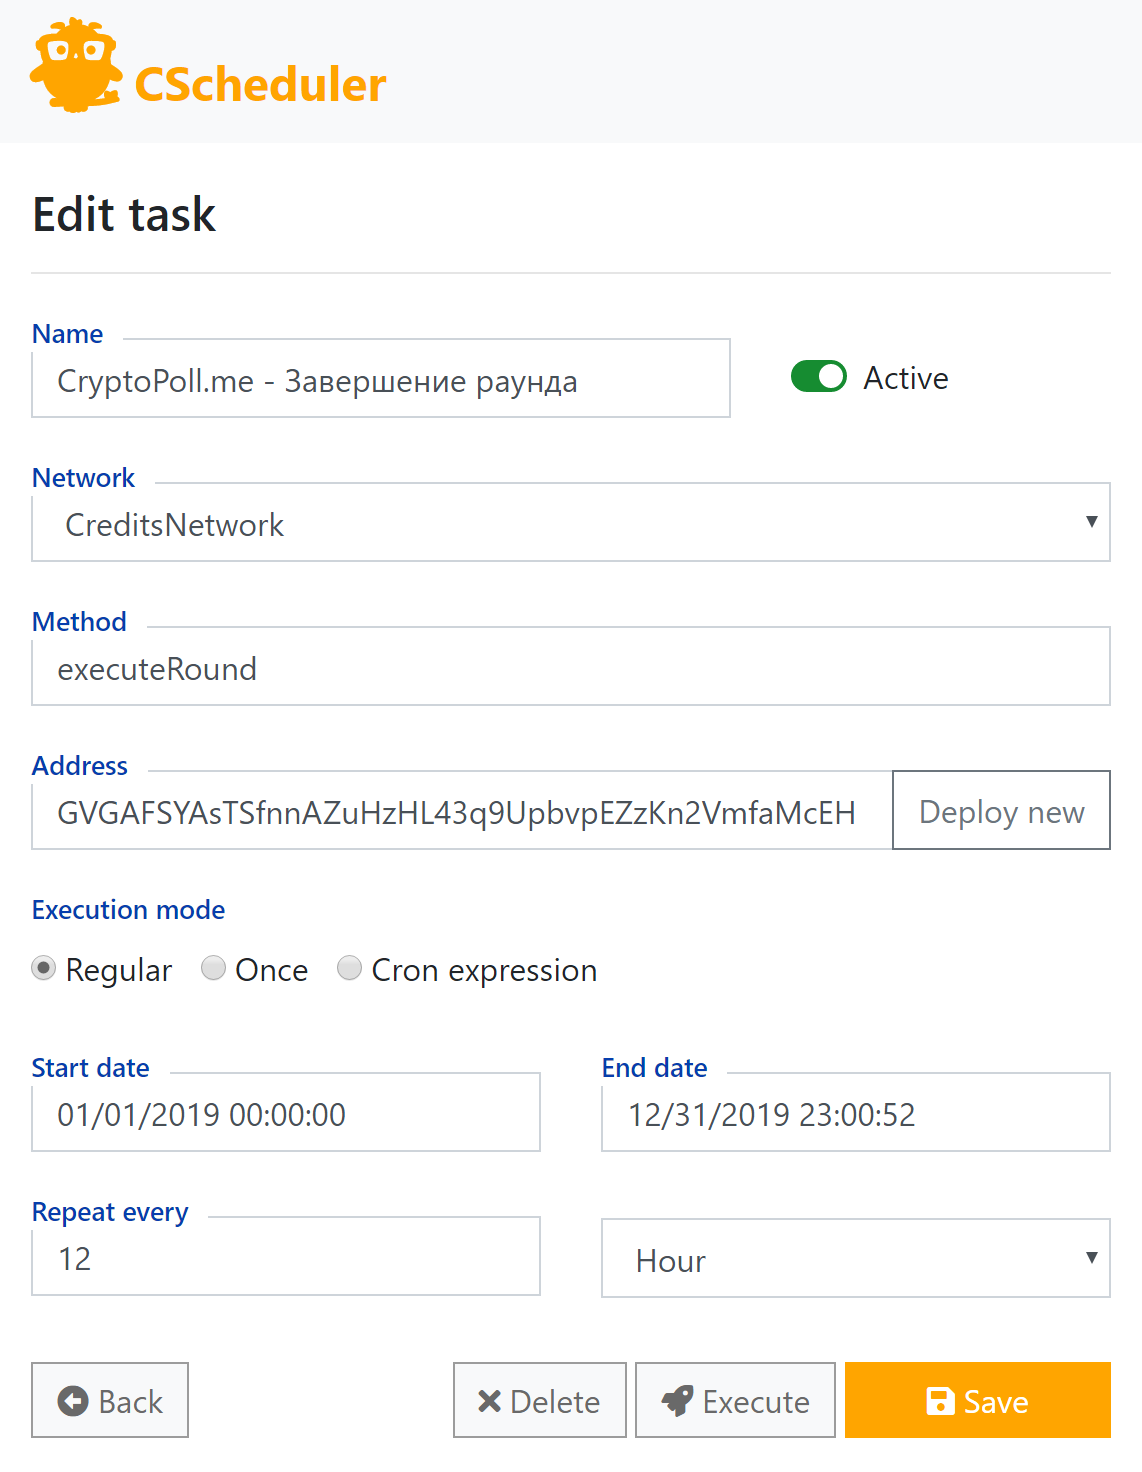 CScheduler
Edit task
Name
CryptoPoll.me - Завершение раунда
Active
Network
CreditsNetwork
Method
executeRound
Address
GVGAFSYAsTSfnnAZuHzHL43q9UpbvpEZzKn2VmfaMcEH
Deploy new
Execution mode
Regular Once Cron expression
Start date
01/01/2019 00:00:00
End date
12/31/2019 23:00:52
Repeat every
12
Hour
Back Delete Execute Save